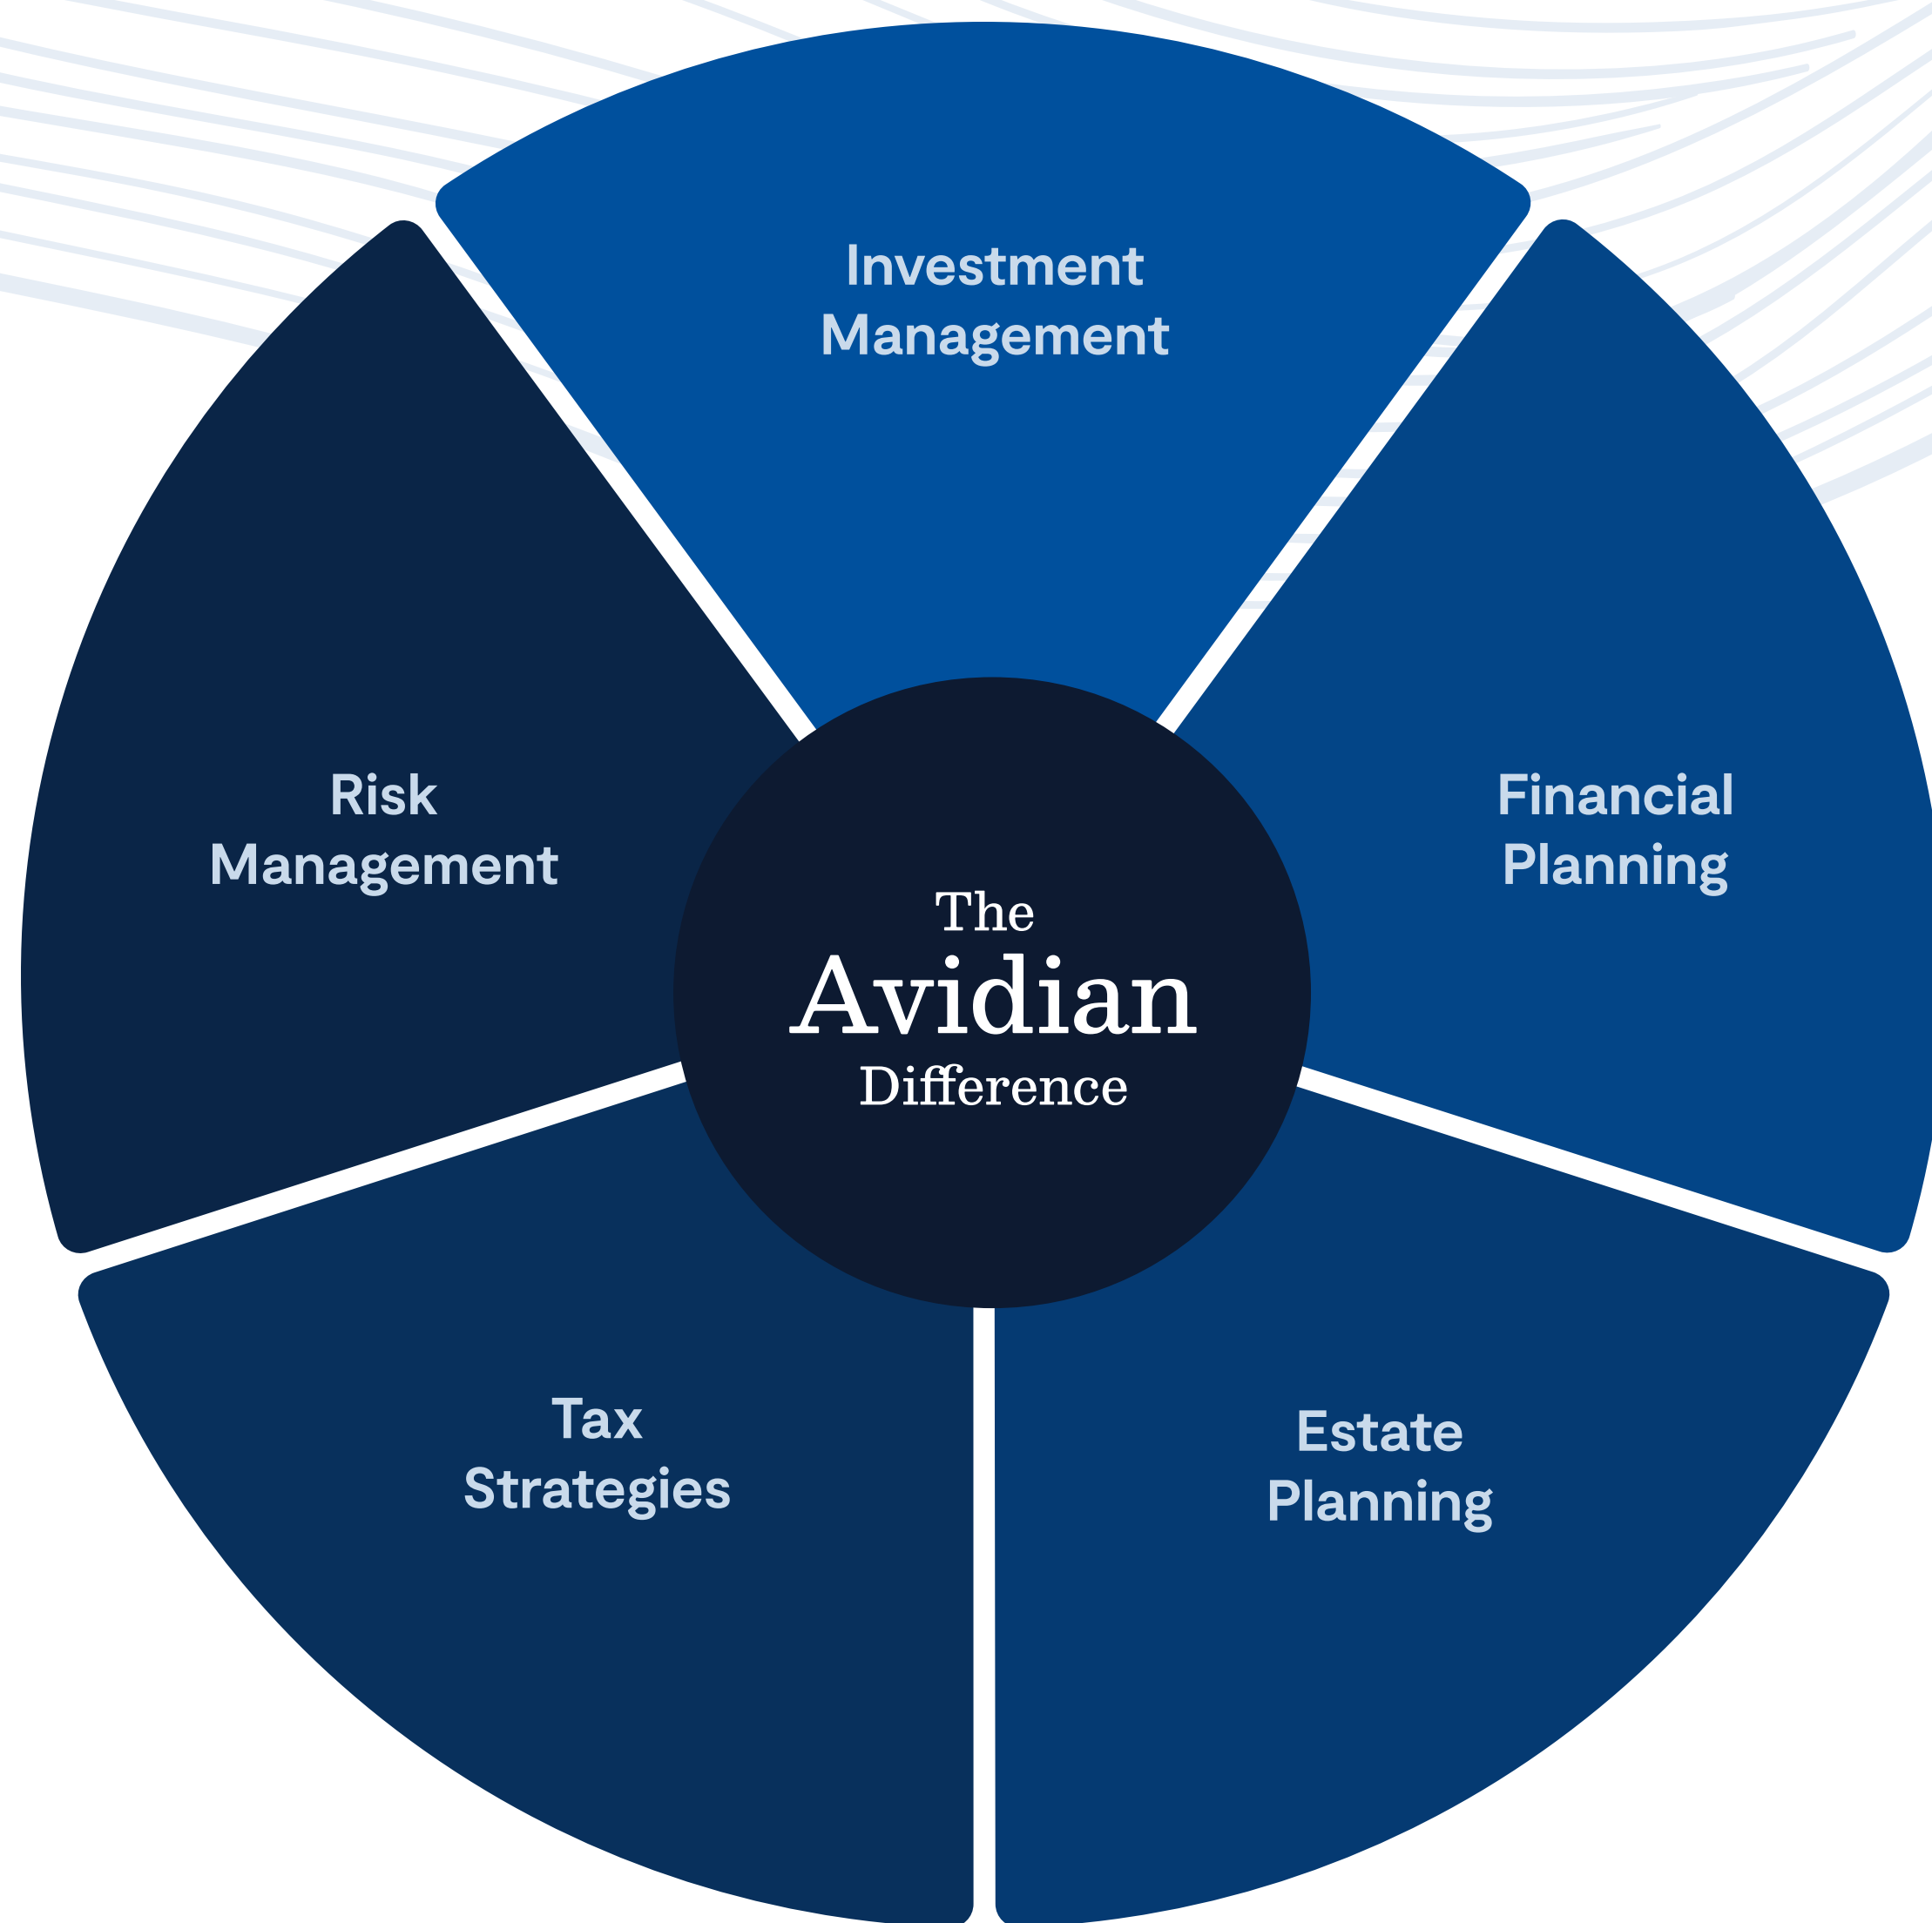 Investment
Management
Risk
Management
Financial
Planning
The
Avidian
Difference
Tax
Strategies
Estate
Planning